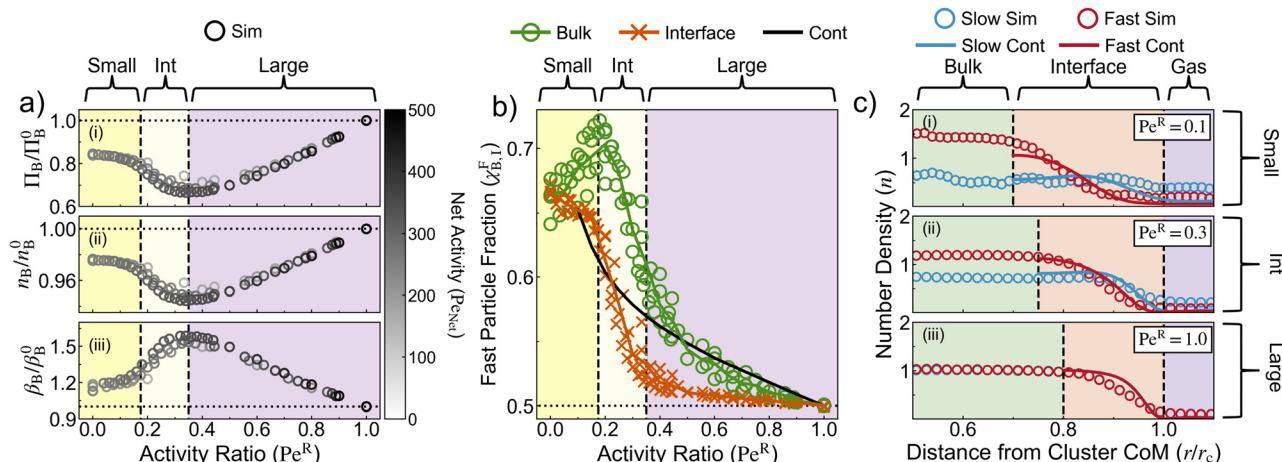 Sim
Bulk Interface Cont
Slow Sim Fast Sim
Slow Cont Fast Cont
Small Int Large
Small Int Large
Bulk Interface Gas
a)
(i)
1.0
0.8
0.6
Π_B/Π_B^0
(ii)
1.00
0.96
n_B/n_B^0
(iii)
1.5
1.2
0.9
β_B/β_B^0
0.0 0.2 0.4 0.6 0.8 1.0
Activity Ratio (Pe^R)
500
400
300
200
100
0
Net Activity (Pe_Net)
b)
0.7
0.6
0.5
Fast Particle Fraction (χ_{B,I}^F)
0.0 0.2 0.4 0.6 0.8 1.0
Activity Ratio (Pe^R)
c)
(i)
Pe^R = 0.1
2
1
0
Small
(ii)
Pe^R = 0.3
2
1
0
Int
(iii)
Pe^R = 1.0
2
1
0
Large
Number Density (n)
0.6 0.8 1.0
Distance from Cluster CoM (r/r_c)